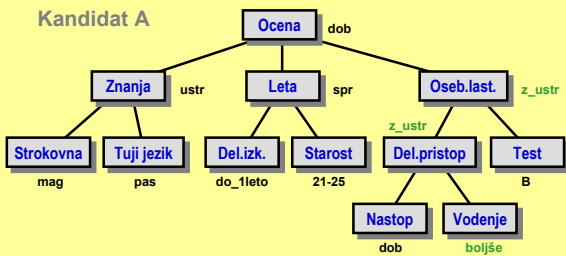 Kandidat A
Ocena
dob
Znanja
ustr
Leta
spr
Oseb.last.
z_ustr
z_ustr
Strokovna
Tuji jezik
Del.izk.
Starost
Del.pristop
Test
mag
pas
do_1leto
21-25
B
Nastop
Vodenje
dob
boljše